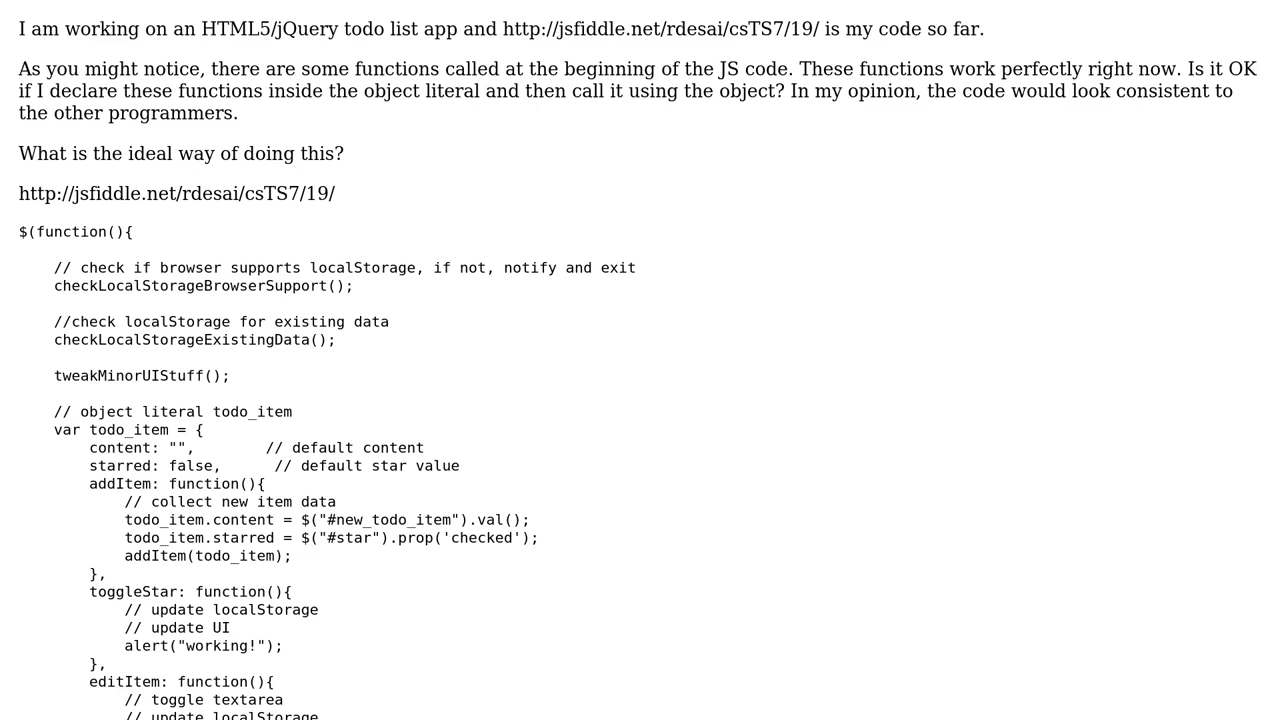 I am working on an HTML5/jQuery todo list app and http://jsfiddle.net/rdesai/csTS7/19/ is my code so far.
As you might notice, there are some functions called at the beginning of the JS code. These functions work perfectly right now. Is it OK
if I declare these functions inside the object literal and then call it using the object? In my opinion, the code would look consistent to
the other programmers.
What is the ideal way of doing this?
http://jsfiddle.net/rdesai/csTS7/19/
$(function(){
    // check if browser supports localStorage, if not, notify and exit
    checkLocalStorageBrowserSupport();
    //check localStorage for existing data
    checkLocalStorageExistingData();
    tweakMinorUIStuff();
    // object literal todo_item
    var todo_item = {
        content: "",        // default content
        starred: false,      // default star value
        addItem: function(){
            // collect new item data
            todo_item.content = $("#new_todo_item").val();
            todo_item.starred = $("#star").prop('checked');
            addItem(todo_item);
        },
        toggleStar: function(){
            // update localStorage
            // update UI
            alert("working!");
        },
        editItem: function(){
            // toggle textarea
            // update localStorage